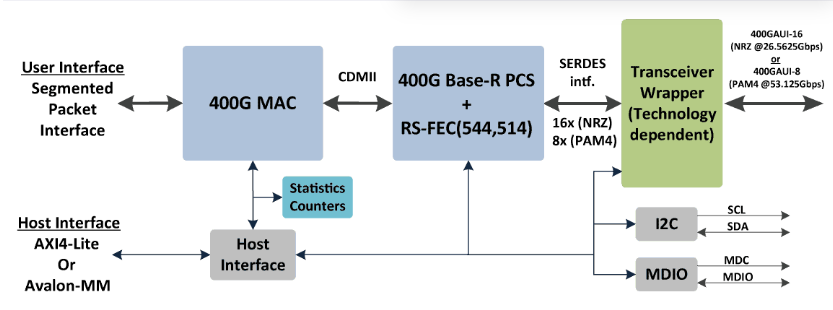 User Interface
Segmented
Packet
Interface
400G MAC
CDMII
400G Base-R PCS
+
RS-FEC(544,514)
SERDES
intf.
16x (NRZ)
8x (PAM4)
Transceiver
Wrapper
(Technology
dependent)
400GAUI-16
(NRZ @26.5625Gbps)
or
400GAUI-8
(PAM4 @53.125Gbps)
Statistics
Counters
Host Interface
AXI4-Lite
Or
Avalon-MM
Host
Interface
I2C
SCL
SDA
MDIO
MDC
MDIO